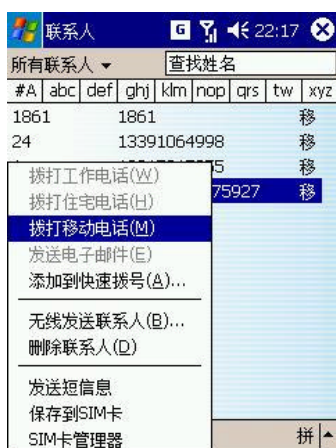 联系人 G 22:17
所有联系人 查找姓名
#A abc def ghj klm nop qrs tw xyz
1861 1861 移
24 13391064998 移
移
75927 移
拨打工作电话(W)
拨打住宅电话(H)
拨打移动电话(M)
发送电子邮件(E)
添加到快速拨号(A)...
无线发送联系人(B)...
删除联系人(D)
发送短信息
保存到SIM卡
SIM卡管理器
拼